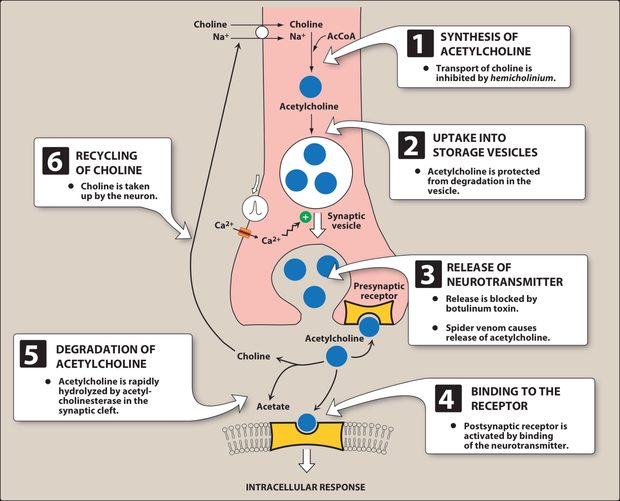 Choline
Choline
Na⁺
Na⁺
AcCoA
Acetylcholine
1
SYNTHESIS OF
ACETYLCHOLINE
• Transport of choline is
inhibited by hemicholinium.
2
UPTAKE INTO
STORAGE VESICLES
• Acetylcholine is protected
from degradation in the
vesicle.
6
RECYCLING
OF CHOLINE
• Choline is taken
up by the neuron.
Ca²⁺
Ca²⁺
+
Synaptic
vesicle
3
RELEASE OF
NEUROTRANSMITTER
• Release is blocked by
botulinum toxin.
• Spider venom causes
release of acetylcholine.
Presynaptic
receptor
Acetylcholine
5
DEGRADATION OF
ACETYLCHOLINE
• Acetylcholine is rapidly
hydrolyzed by acetyl-
cholinesterase in the
synaptic cleft.
Choline
Acetate
4
BINDING TO THE
RECEPTOR
• Postsynaptic receptor is
activated by binding
of the neurotransmitter.
INTRACELLULAR RESPONSE